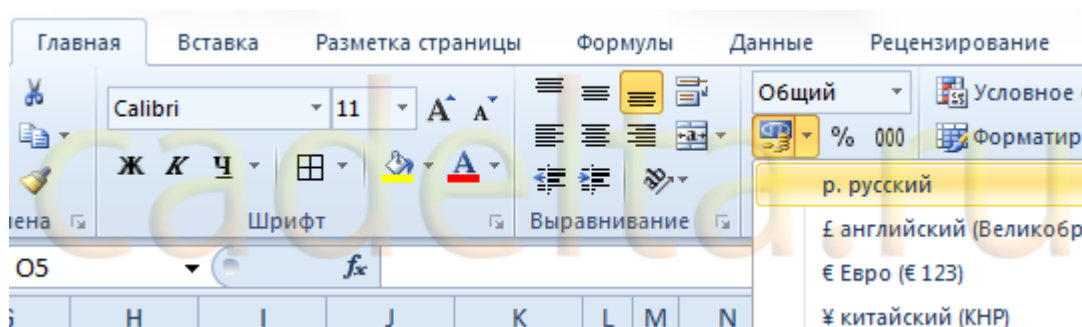 Главная Вставка Разметка страницы Формулы Данные Рецензирование
Calibri 11 А А Общий Условное
Ж К Ч А % 000 Форматир
Шрифт Выравнивание
р. русский
£ английский (Великобр
O5 fx
€ Евро (€ 123)
H I J K L M N
¥ китайский (КНР)
cadelta.ru